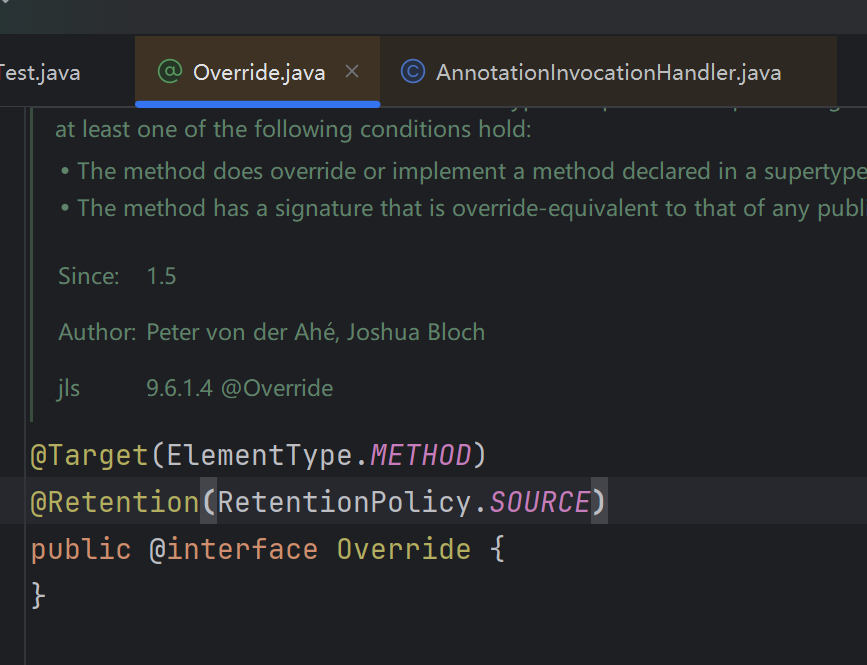 Test.java
@ Override.java ×
© AnnotationInvocationHandler.java
at least one of the following conditions hold:
• The method does override or implement a method declared in a supertype
• The method has a signature that is override-equivalent to that of any publi
Since: 1.5
Author: Peter von der Ahé, Joshua Bloch
jls 9.6.1.4 @Override
@Target(ElementType.METHOD)
@Retention(RetentionPolicy.SOURCE)
public @interface Override {
}